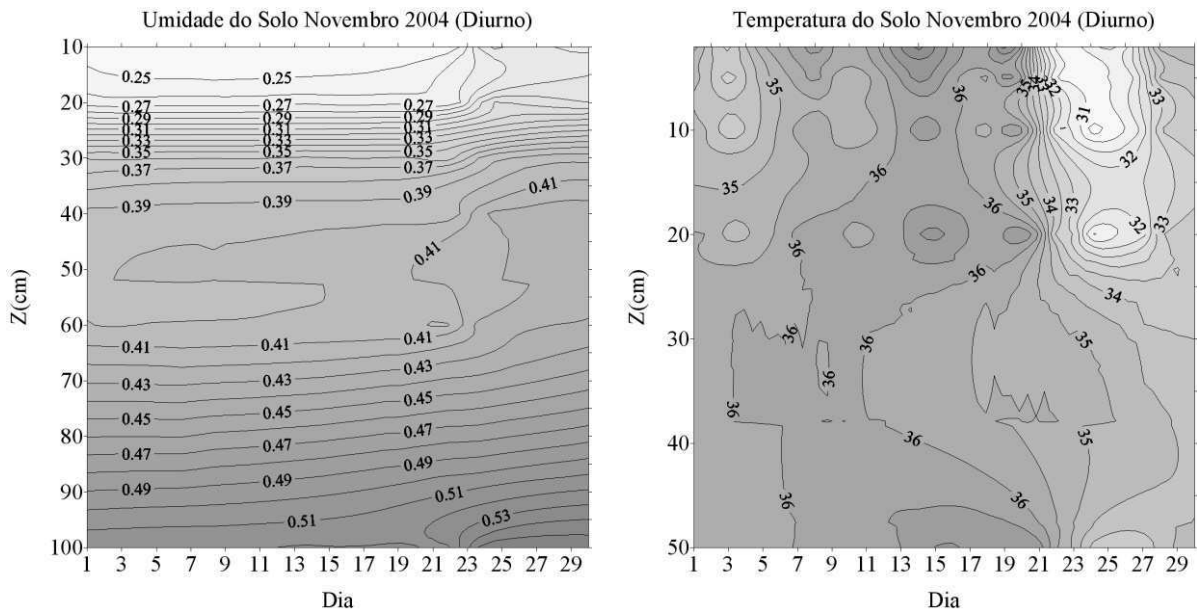 Umidade do Solo Novembro 2004 (Diurno)
10
20
30
40
50
60
70
80
90
100
Z(cm)
0.25 0.25
0.27 0.27 0.27
0.29 0.29 0.29
0.31 0.31 0.31
0.33 0.33 0.33
0.35 0.35 0.35
0.37 0.37 0.37
0.39 0.39 0.39
0.41
0.41
0.41 0.41 0.41
0.43 0.43 0.43
0.45 0.45 0.45
0.47 0.47 0.47
0.49 0.49 0.49
0.51 0.51
0.53
1 3 5 7 9 11 13 15 17 19 21 23 25 27 29
Dia
Temperatura do Solo Novembro 2004 (Diurno)
10
20
30
40
50
Z(cm)
35 36 35 33 32 33
31
32
35 36
36 35 34 33 32 33
36
36 34
36 36 36 35
36
36 36 35
36 36
1 3 5 7 9 11 13 15 17 19 21 23 25 27 29
Dia